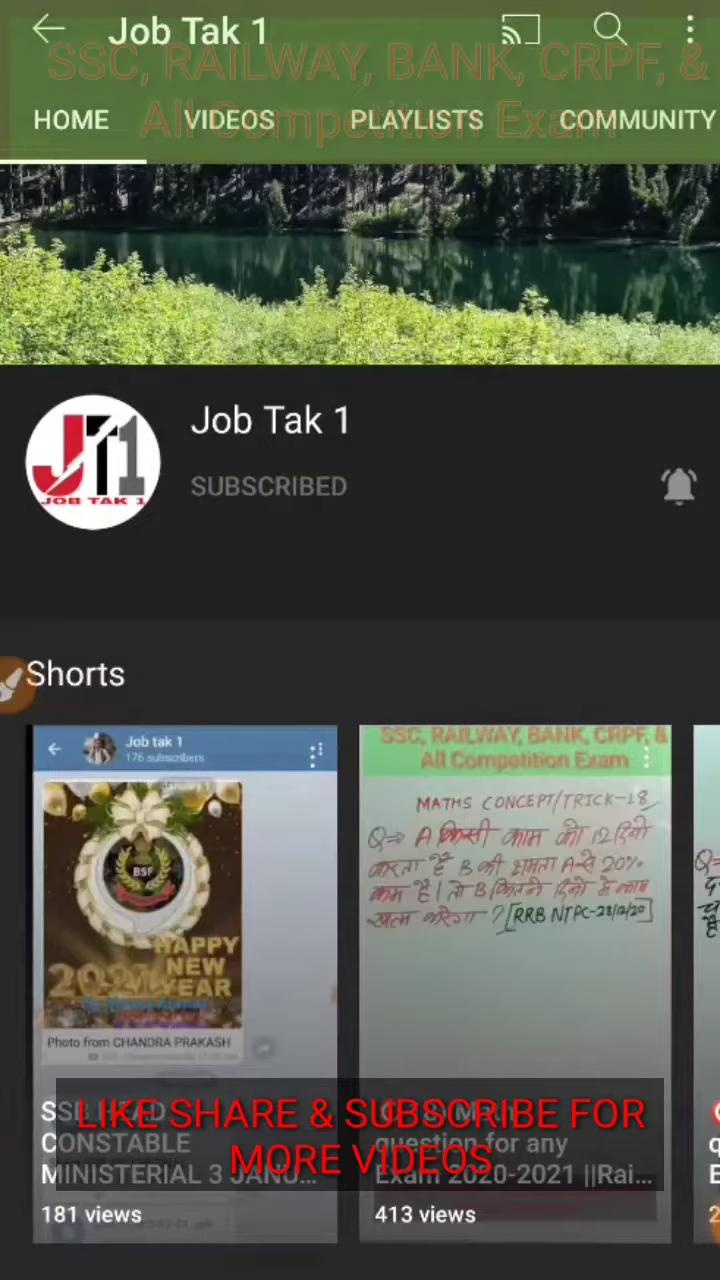 Job Tak 1
SSC, RAILWAY, BANK, CRPF, &
All Competition Exam
HOME VIDEOS PLAYLISTS COMMUNITY
JT1
JOB TAK 1
Job Tak 1
SUBSCRIBED
Shorts
Job tak 1
176 subscribers
January 1
BSF
HAPPY
NEW
2021 YEAR
Photo from CHANDRA PRAKASH
SSB HEAD
CONSTABLE
MINISTERIAL 3 JANU...
181 views
SSC, RAILWAY, BANK, CRPF, &
All Competition Exam
MATHS CONCEPT/TRICK-18
Q⇒ A किसी काम को 12 दिनो
करता है B की क्षमता A से 20%
कम है। तो B कितने दिनों मे काम
खत्म करेगा ? [RRB NTPC-28/12/20]
question for any
Exam 2020-2021 ||Rai...
413 views
LIKE SHARE & SUBSCRIBE FOR
MORE VIDEOS